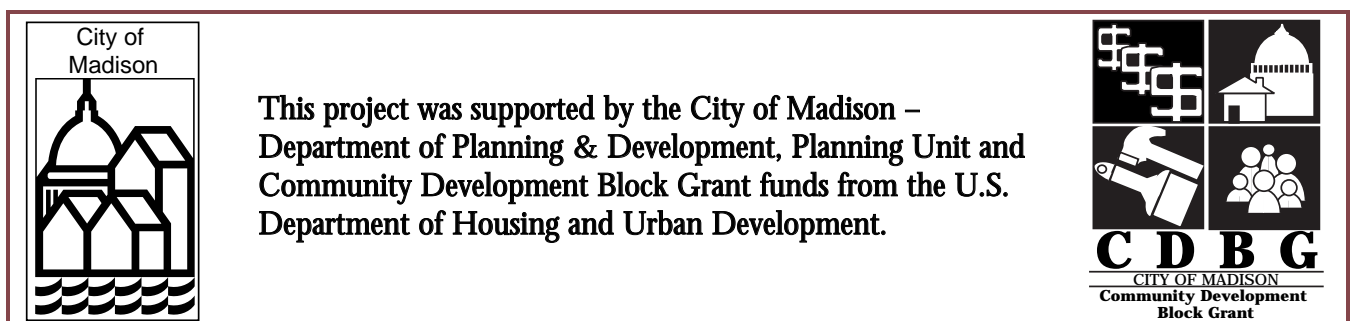 City of
Madison
This project was supported by the City of Madison –
Department of Planning & Development, Planning Unit and
Community Development Block Grant funds from the U.S.
Department of Housing and Urban Development.
$$$
C D B G
CITY OF MADISON
Community Development
Block Grant